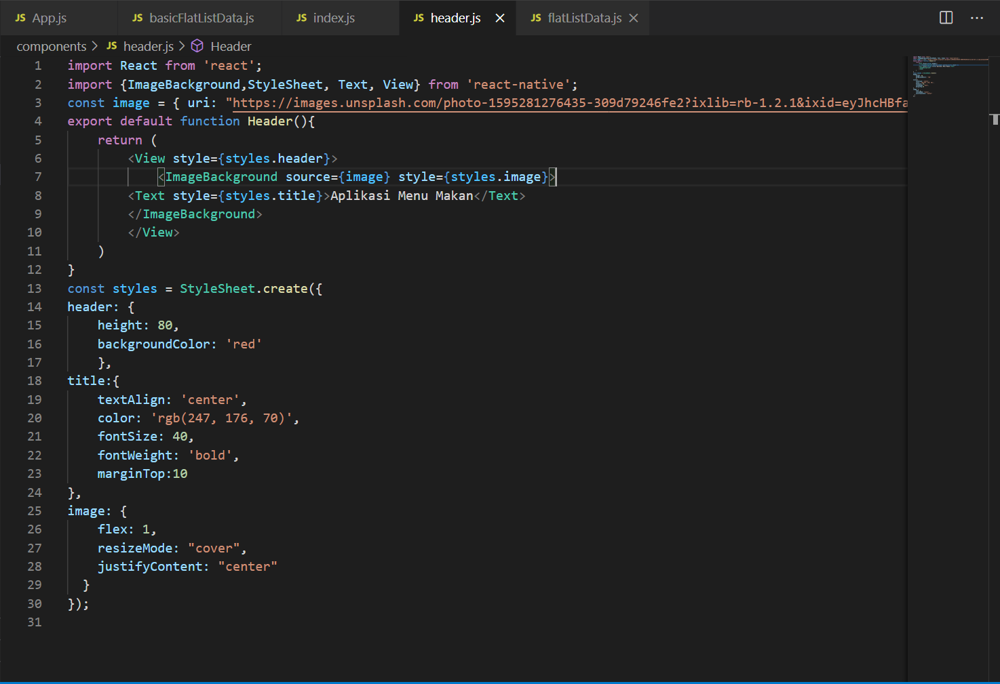 JS App.js JS basicFlatListData.js JS index.js JS header.js JS flatListData.js
components > JS header.js > Header
1 import React from 'react';
2 import {ImageBackground,StyleSheet, Text, View} from 'react-native';
3 const image = { uri: "https://images.unsplash.com/photo-1595281276435-309d79246fe2?ixlib=rb-1.2.1&ixid=eyJhcHBfa
4 export default function Header(){
5     return (
6         <View style={styles.header}>
7             <ImageBackground source={image} style={styles.image}>
8         <Text style={styles.title}>Aplikasi Menu Makan</Text>
9         </ImageBackground>
10         </View>
11     )
12 }
13 const styles = StyleSheet.create({
14 header: {
15     height: 80,
16     backgroundColor: 'red'
17     },
18 title:{
19     textAlign: 'center',
20     color: 'rgb(247, 176, 70)',
21     fontSize: 40,
22     fontWeight: 'bold',
23     marginTop:10
24 },
25 image: {
26     flex: 1,
27     resizeMode: "cover",
28     justifyContent: "center"
29   }
30 });
31